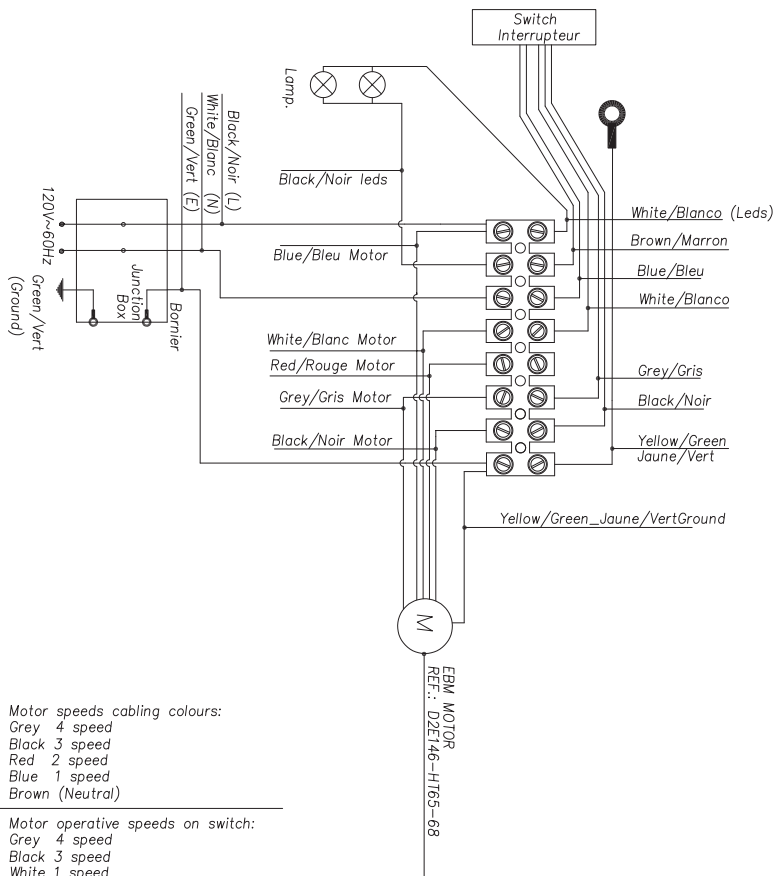 Switch
Interrupteur
Lamp.
Black/Noir (L)
White/Blanc (N)
Green/Vert (E)
Black/Noir leds
120V~60Hz
Blue/Bleu Motor
White/Blanco (Leds)
Brown/Marron
Blue/Bleu
White/Blanco
Green/Vert
(Ground)
Junction
Box
Bornier
White/Blanc Motor
Red/Rouge Motor
Grey/Gris Motor
Black/Noir Motor
Grey/Gris
Black/Noir
Yellow/Green
Jaune/Vert
Yellow/Green_Jaune/VertGround
M
EBM MOTOR
REF.: D2E146-HT65-68
Motor speeds cabling colours:
Grey 4 speed
Black 3 speed
Red 2 speed
Blue 1 speed
Brown (Neutral)
Motor operative speeds on switch:
Grey 4 speed
Black 3 speed
White 1 speed